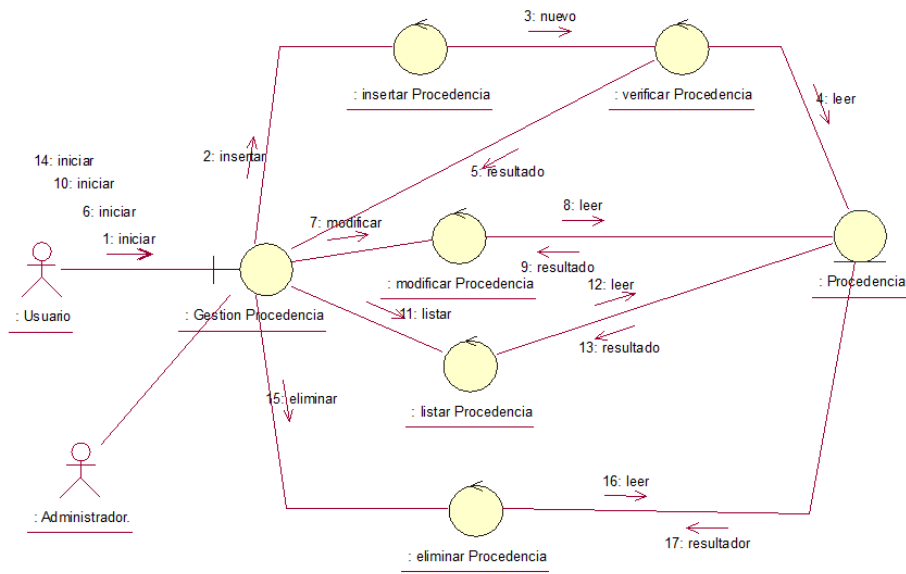 3: nuevo
: insertar Procedencia
: verificar Procedencia
4: leer
2: insertar
14: iniciar
10: iniciar
6: iniciar
1: iniciar
5: resultado
7: modificar
8: leer
9: resultado
: modificar Procedencia
12: leer
: Procedencia
: Usuario
: Gestion Procedencia
11: listar
13: resultado
15: eliminar
: listar Procedencia
16: leer
: Administrador.
17: resultador
: eliminar Procedencia